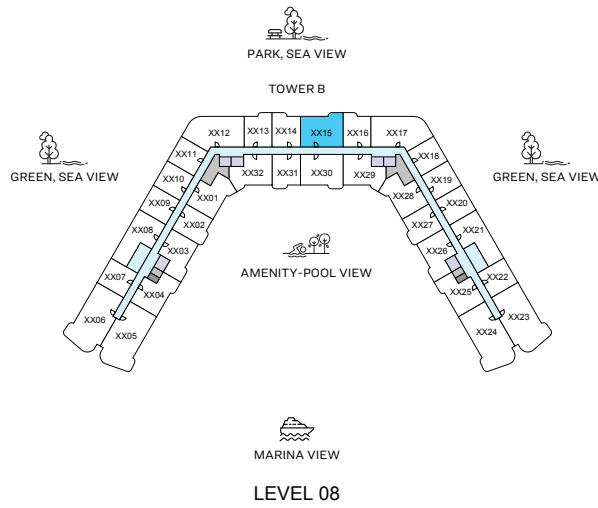 PARK, SEA VIEW
TOWER B
XX12
XX13
XX14
XX15
XX16
XX17
XX11
XX18
GREEN, SEA VIEW
GREEN, SEA VIEW
XX10
XX01
XX32
XX31
XX30
XX29
XX28
XX19
XX09
XX02
XX27
XX20
XX08
XX03
XX26
XX21
AMENITY-POOL VIEW
XX07
XX04
XX25
XX22
XX06
XX05
XX24
XX23
MARINA VIEW
LEVEL 08